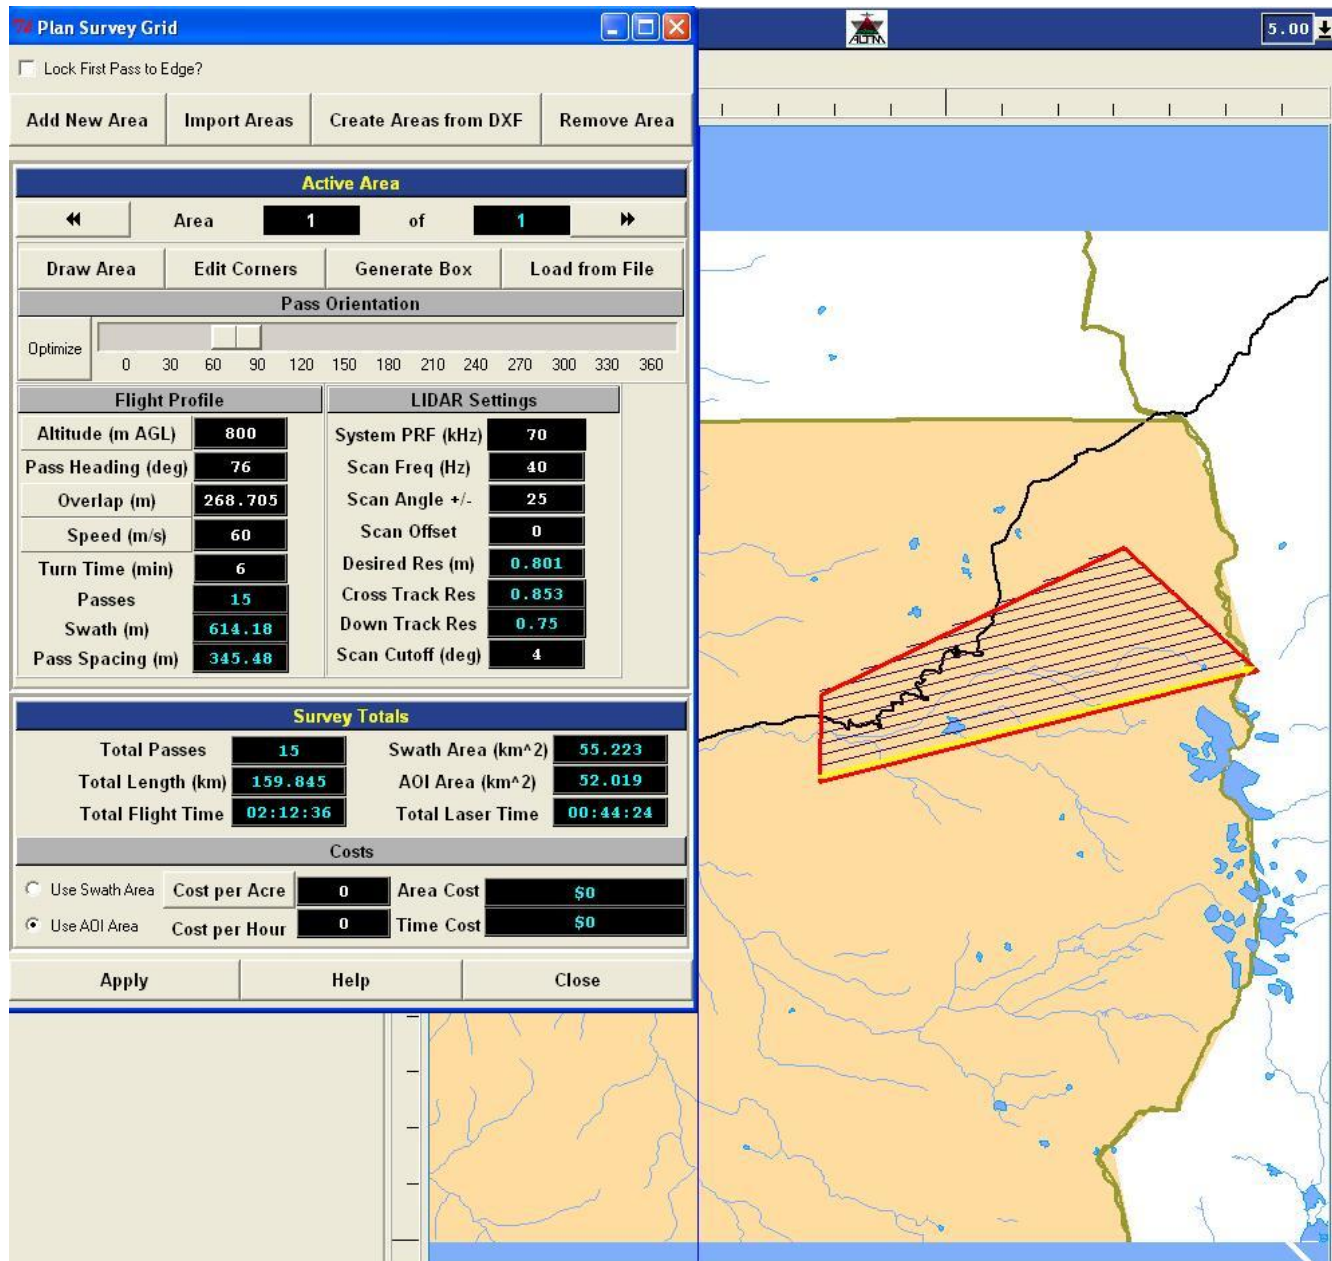 7% Plan Survey Grid
ALTM
5.00
Lock First Pass to Edge?
Add New Area Import Areas Create Areas from DXF Remove Area
Active Area
Area 1 of 1
Draw Area Edit Corners Generate Box Load from File
Pass Orientation
Optimize
0 30 60 90 120 150 180 210 240 270 300 330 360
Flight Profile LIDAR Settings
Altitude (m AGL) 800 System PRF (kHz) 70
Pass Heading (deg) 76 Scan Freq (Hz) 40
Overlap (m) 268.705 Scan Angle +/- 25
Speed (m/s) 60 Scan Offset 0
Turn Time (min) 6 Desired Res (m) 0.801
Passes 15 Cross Track Res 0.853
Swath (m) 614.18 Down Track Res 0.75
Pass Spacing (m) 345.48 Scan Cutoff (deg) 4
Survey Totals
Total Passes 15 Swath Area (km^2) 55.223
Total Length (km) 159.845 AOI Area (km^2) 52.019
Total Flight Time 02:12:36 Total Laser Time 00:44:24
Costs
Use Swath Area Cost per Acre 0 Area Cost $0
Use AOI Area Cost per Hour 0 Time Cost $0
Apply Help Close